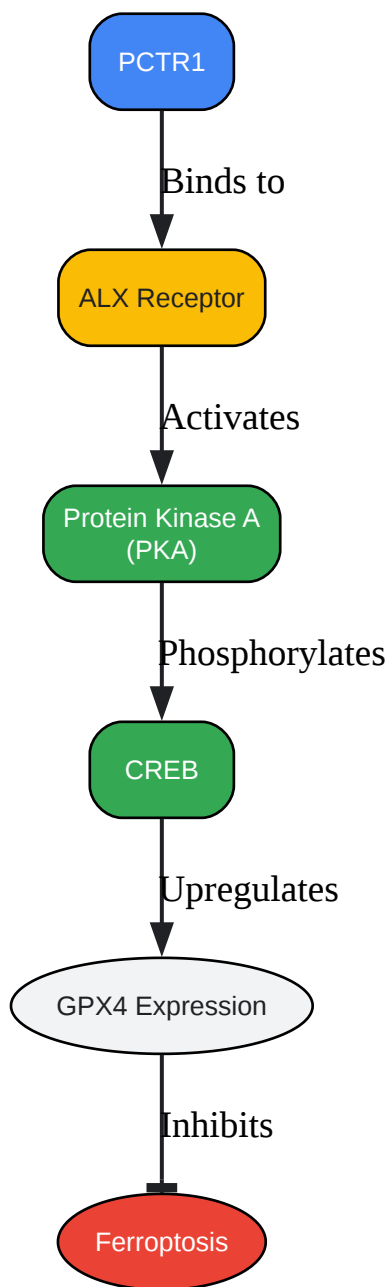 PCTR1
Binds to
ALX Receptor
Activates
Protein Kinase A
(PKA)
Phosphorylates
CREB
Upregulates
GPX4 Expression
Inhibits
Ferroptosis